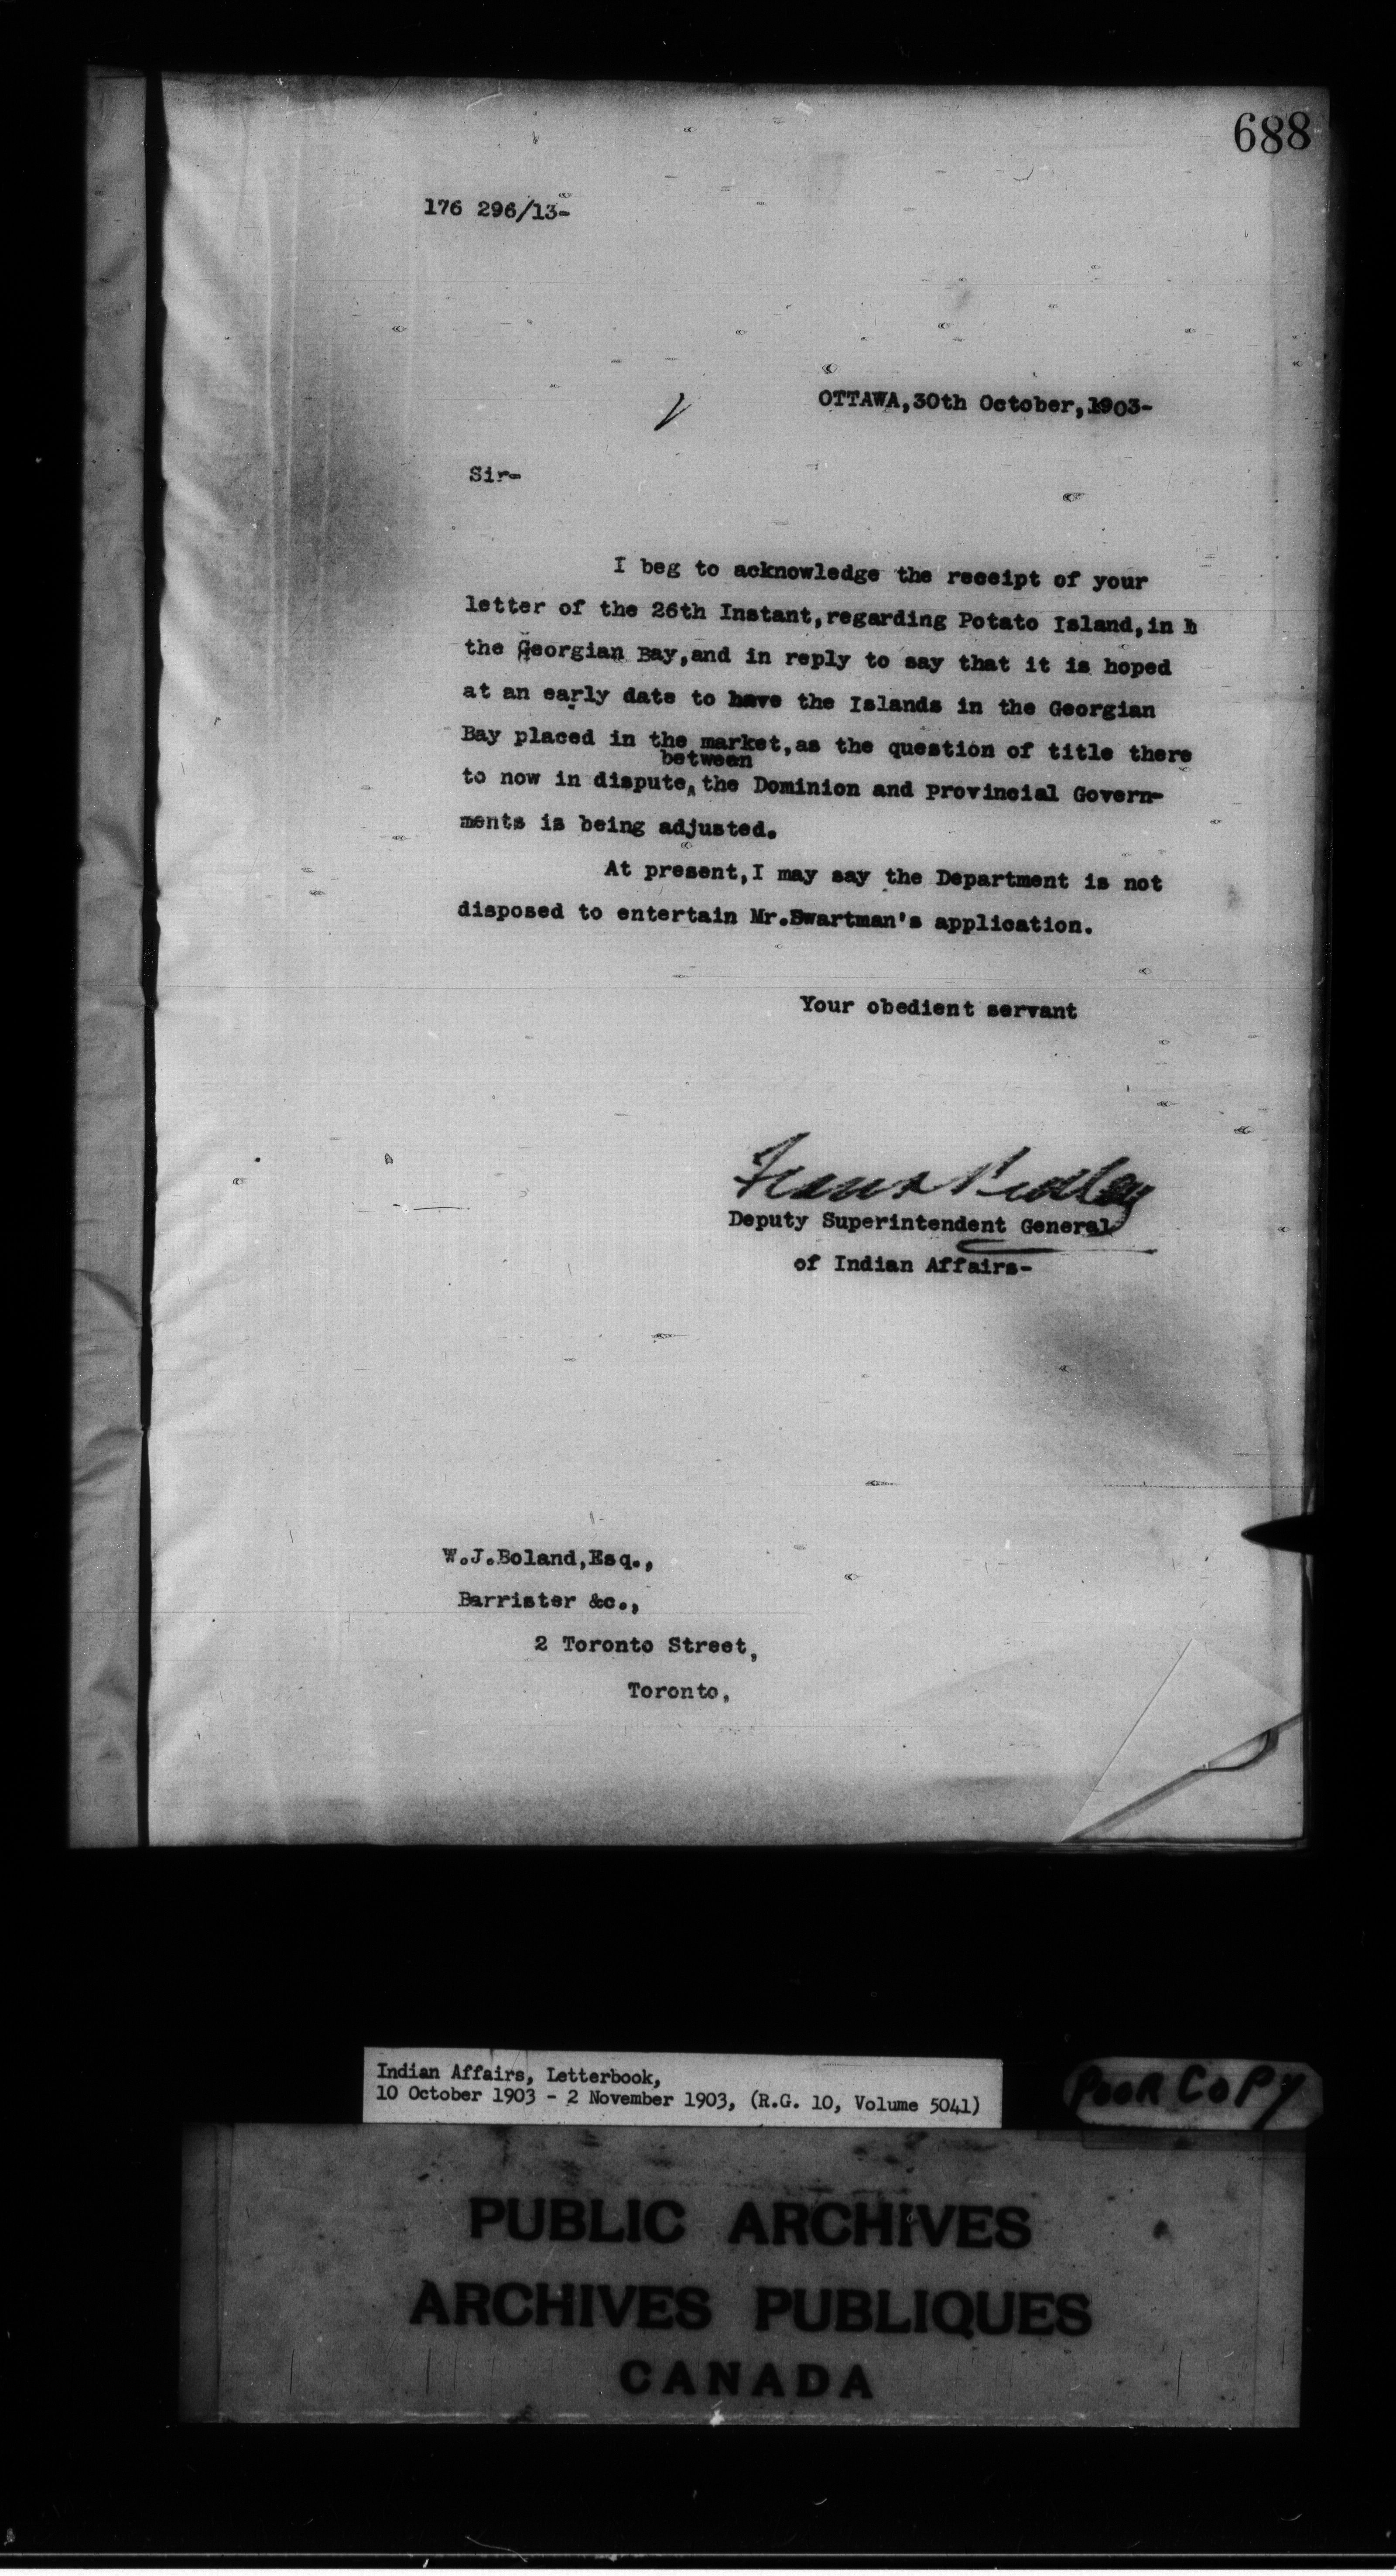 688
176 296/13-
OTTAWA,30th October,1903-
Sir-
I beg to acknowledge the receipt of your
letter of the 26th Instant,regarding Potato Island,in h
the Georgian Bay,and in reply to say that it is hoped
at an early date to have the Islands in the Georgian
Bay placed in the market,as the question of title there
between
to now in dispute^ the Dominion and Provincial Govern-
ments is being adjusted.
At present,I may say the Department is not
disposed to entertain Mr.Swartman's application.
Your obedient servant
Frank Pedley
Deputy Superintendent General
of Indian Affairs-
W.J.Boland,Esq.,
Barrister &c.,
2 Toronto Street,
Toronto,
Indian Affairs, Letterbook,
10 October 1903 - 2 November 1903, (R.G. 10, Volume 5041)
POOR COPY
PUBLIC ARCHIVES
ARCHIVES PUBLIQUES
CANADA